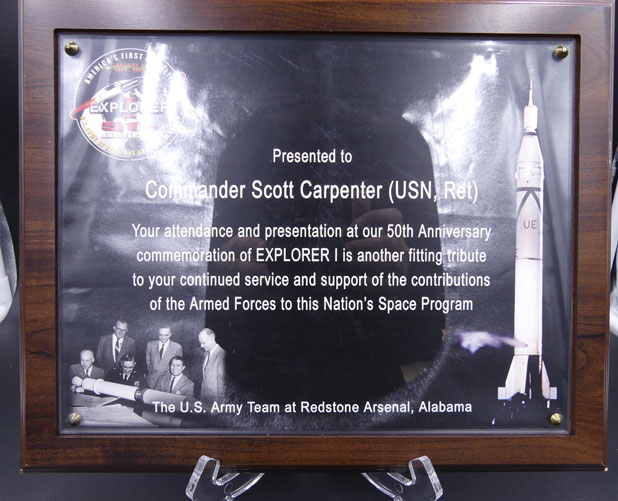 AMERICA'S FIRST
EXPLORER
Presented to
Commander Scott Carpenter (USN, Ret)
Your attendance and presentation at our 50th Anniversary
commemoration of EXPLORER I is another fitting tribute
to your continued service and support of the contributions
of the Armed Forces to this Nation's Space Program
UE
The U.S. Army Team at Redstone Arsenal, Alabama